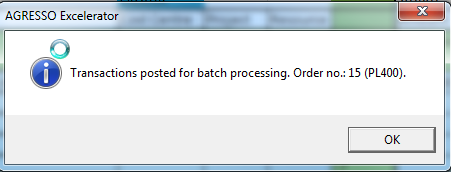 AGRESSO Excelerator
Transactions posted for batch processing. Order no.: 15 (PL400).
OK